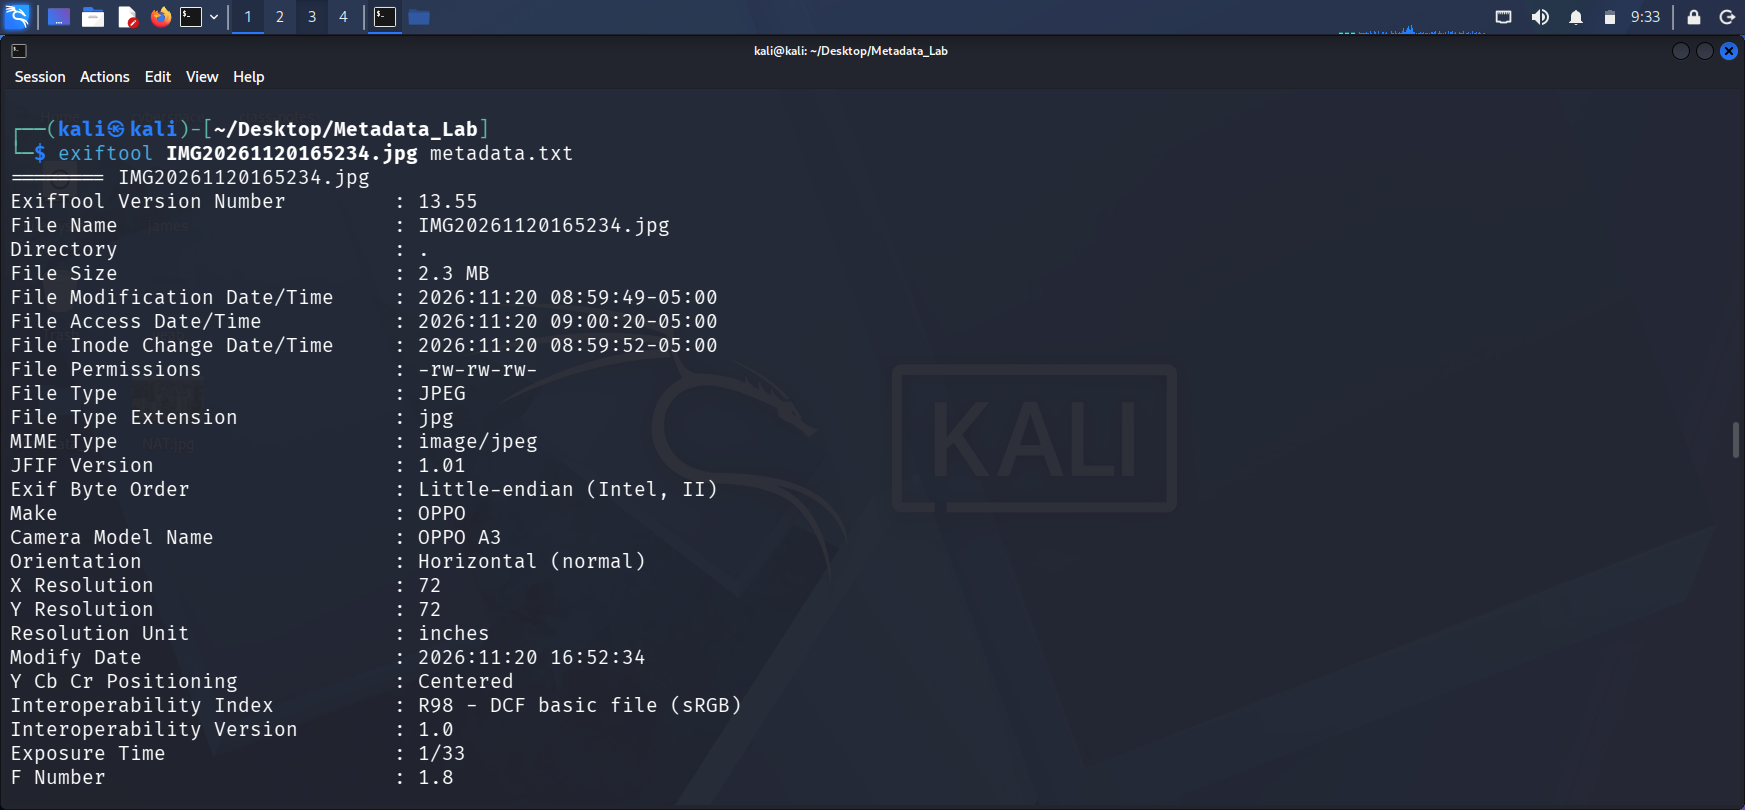 1 2 3 4 9:33
kali@kali: ~/Desktop/Metadata_Lab
Session Actions Edit View Help
┌──(kali㉿kali)-[~/Desktop/Metadata_Lab]
└─$ exiftool IMG20261120165234.jpg metadata.txt
======== IMG20261120165234.jpg
ExifTool Version Number : 13.55
File Name : IMG20261120165234.jpg
Directory : .
File Size : 2.3 MB
File Modification Date/Time : 2026:11:20 08:59:49-05:00
File Access Date/Time : 2026:11:20 09:00:20-05:00
File Inode Change Date/Time : 2026:11:20 08:59:52-05:00
File Permissions : -rw-rw-rw-
File Type : JPEG
File Type Extension : jpg
MIME Type : image/jpeg
JFIF Version : 1.01
Exif Byte Order : Little-endian (Intel, II)
Make : OPPO
Camera Model Name : OPPO A3
Orientation : Horizontal (normal)
X Resolution : 72
Y Resolution : 72
Resolution Unit : inches
Modify Date : 2026:11:20 16:52:34
Y Cb Cr Positioning : Centered
Interoperability Index : R98 - DCF basic file (sRGB)
Interoperability Version : 1.0
Exposure Time : 1/33
F Number : 1.8
james
NAT.jpg
KALI